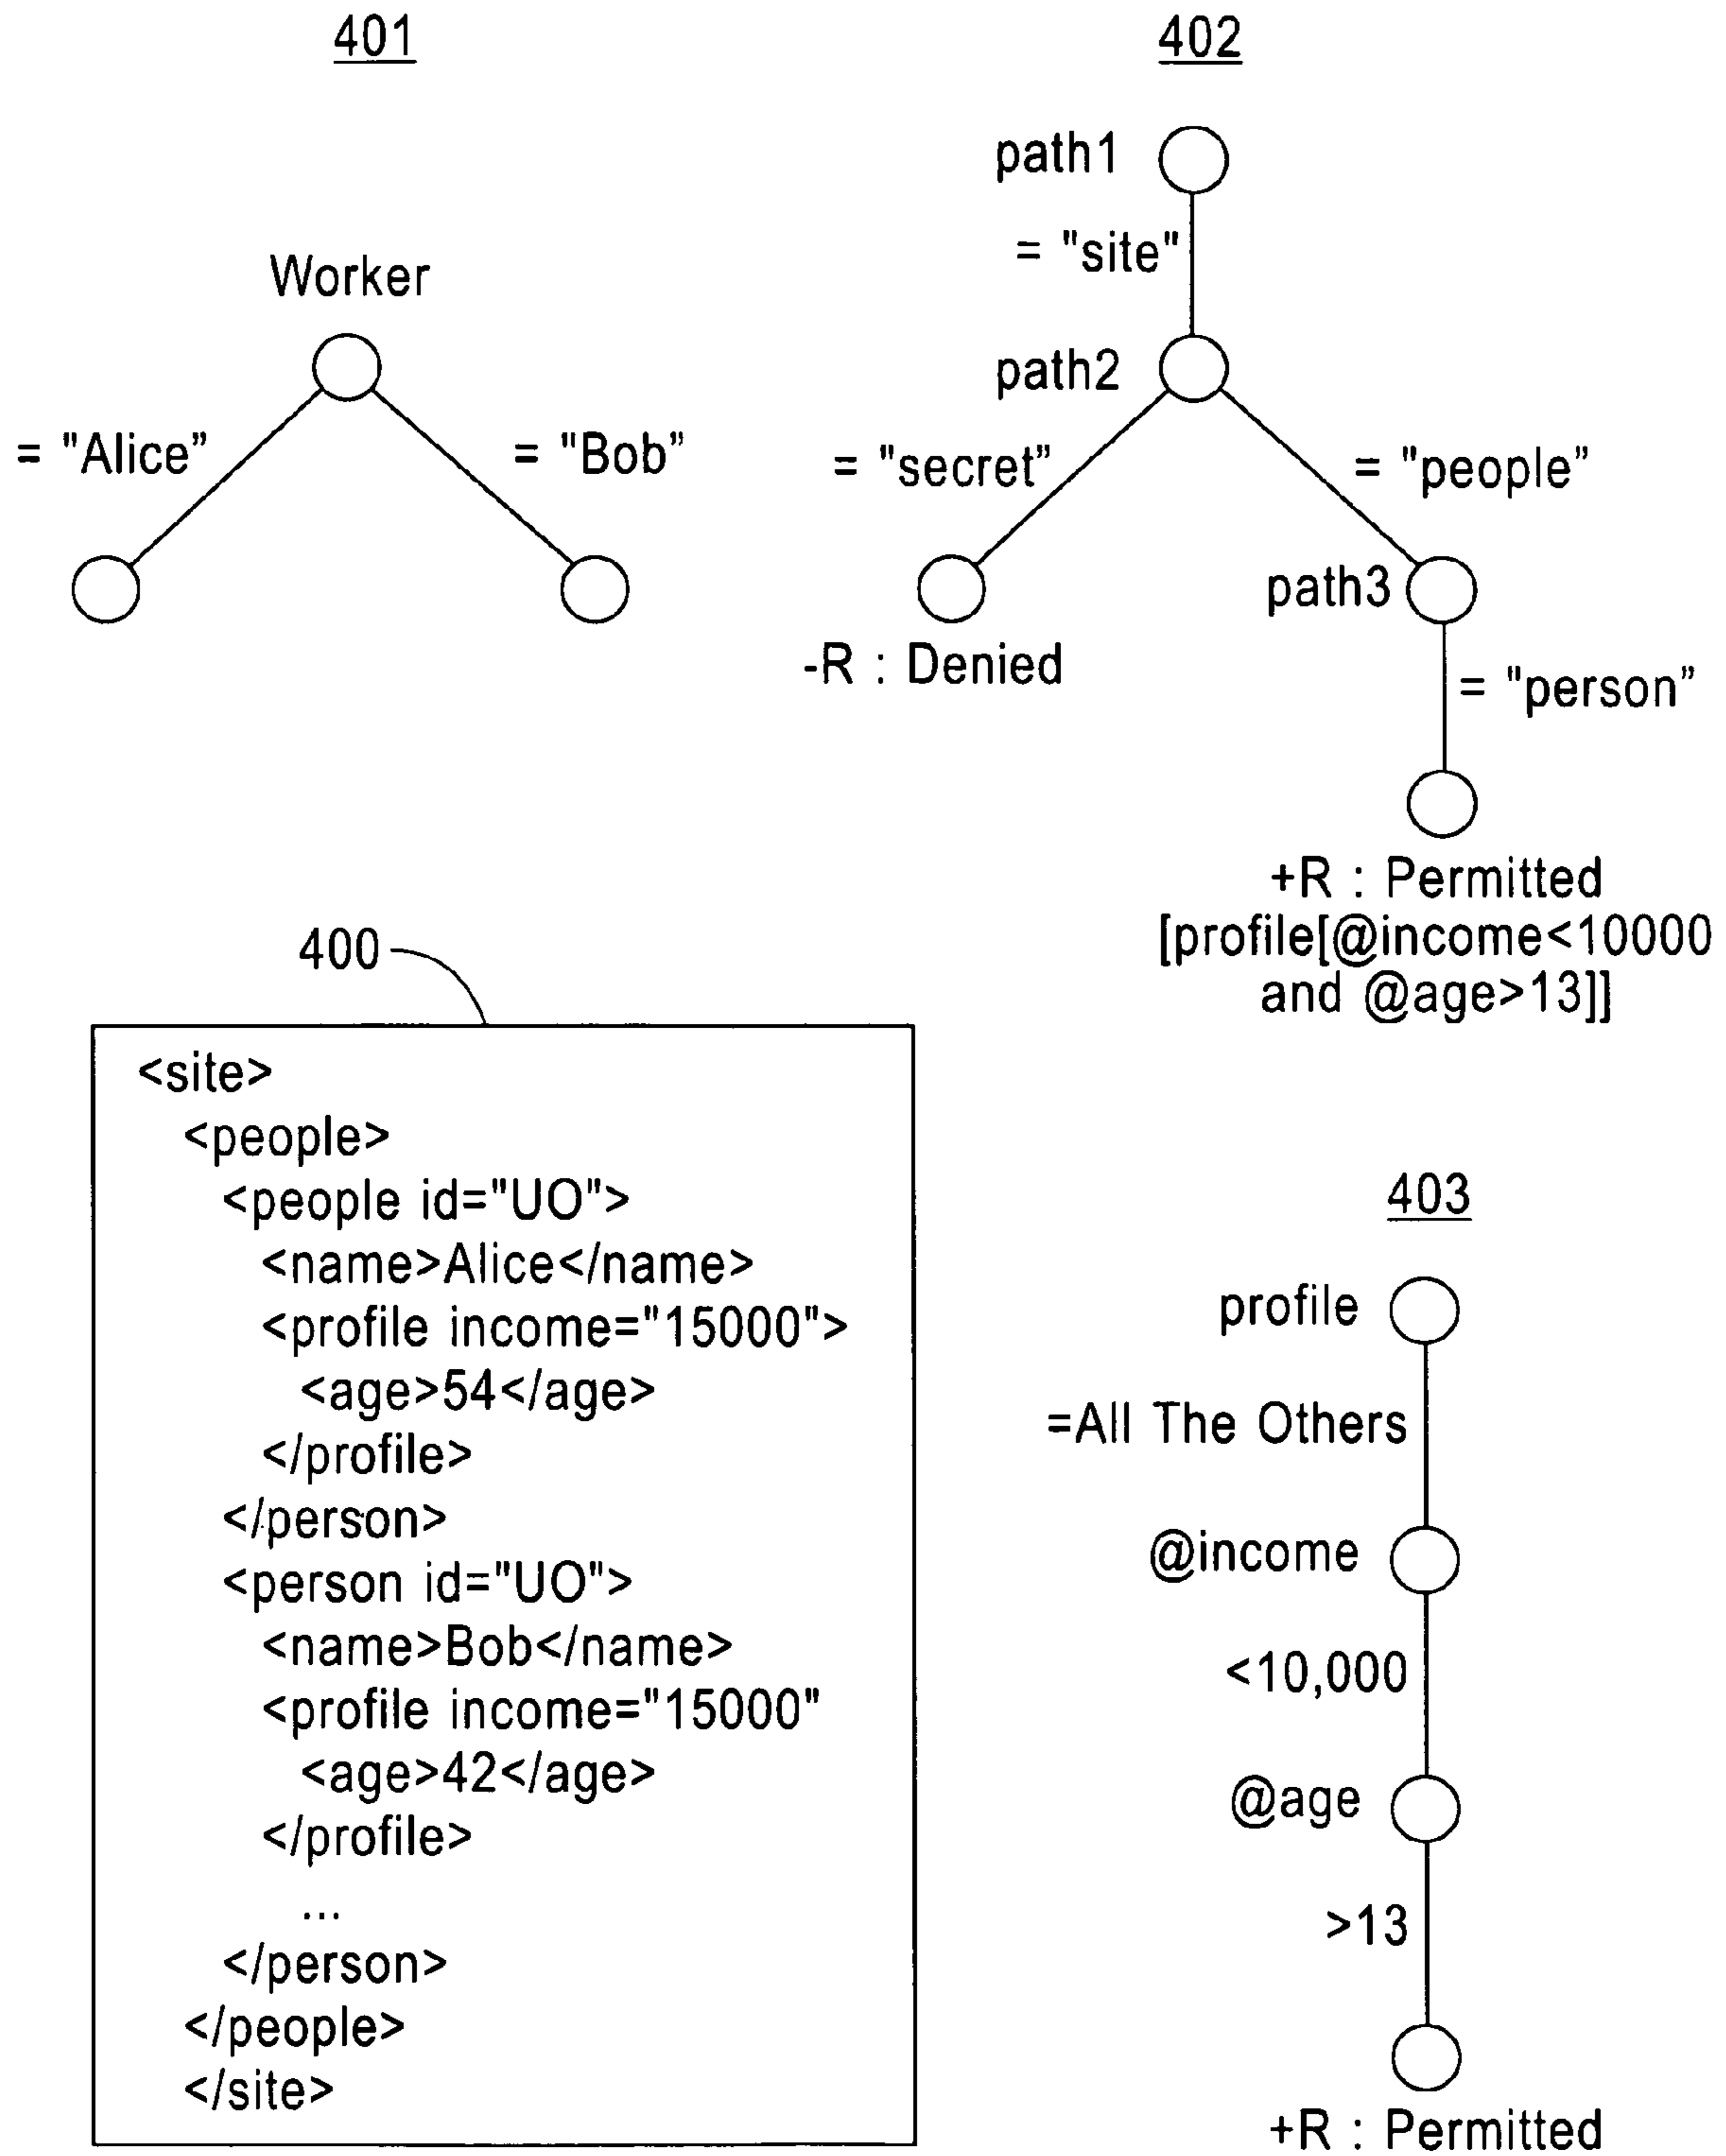 401
Worker
= "Alice"
= "Bob"
402
path1
= "site"
path2
= "secret"
= "people"
-R : Denied
path3
= "person"
+R : Permitted
[profile[@income<10000
and @age>13]]
400
<site>
<people>
<people id="UO">
<name>Alice</name>
<profile income="15000">
<age>54</age>
</profile>
</person>
<person id="UO">
<name>Bob</name>
<profile income="15000"
<age>42</age>
</profile>
...
</person>
</people>
</site>
403
profile
=All The Others
@income
<10,000
@age
>13
+R : Permitted